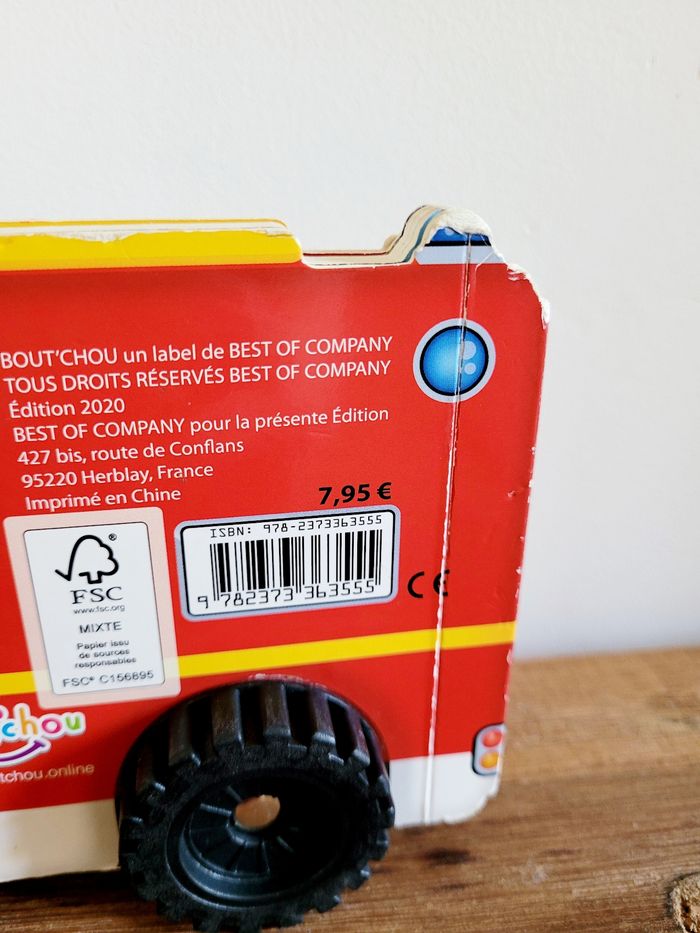 BOUT'CHOU un label de BEST OF COMPANY
TOUS DROITS RÉSERVÉS BEST OF COMPANY
Édition 2020
BEST OF COMPANY pour la présente Édition
427 bis, route de Conflans
95220 Herblay, France
Imprimé en Chine
7,95 €
ISBN: 978-2373363555
9 782373 363555
CE
®
FSC
www.fsc.org
MIXTE
Papier issu
de sources
responsables
FSC® C156895
tchou
tchou.online